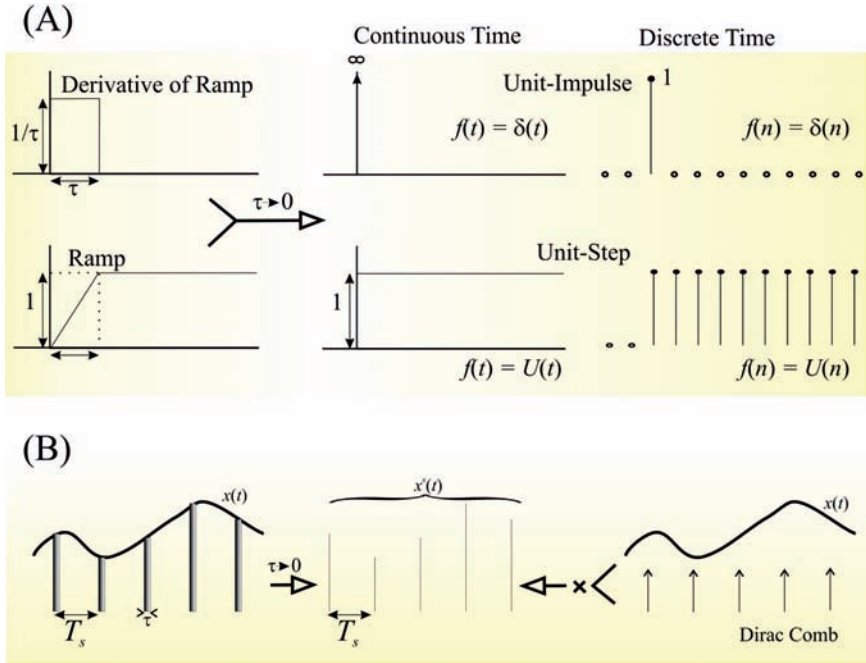 (A)
Continuous Time
Discrete Time
Derivative of Ramp
1/τ
τ
∞
f(t) = δ(t)
Unit-Impulse
1
f(n) = δ(n)
τ→0
Ramp
1
1
f(t) = U(t)
Unit-Step
f(n) = U(n)
(B)
x(t)
T_s
τ
τ→0
x^s(t)
T_s
×
x(t)
Dirac Comb